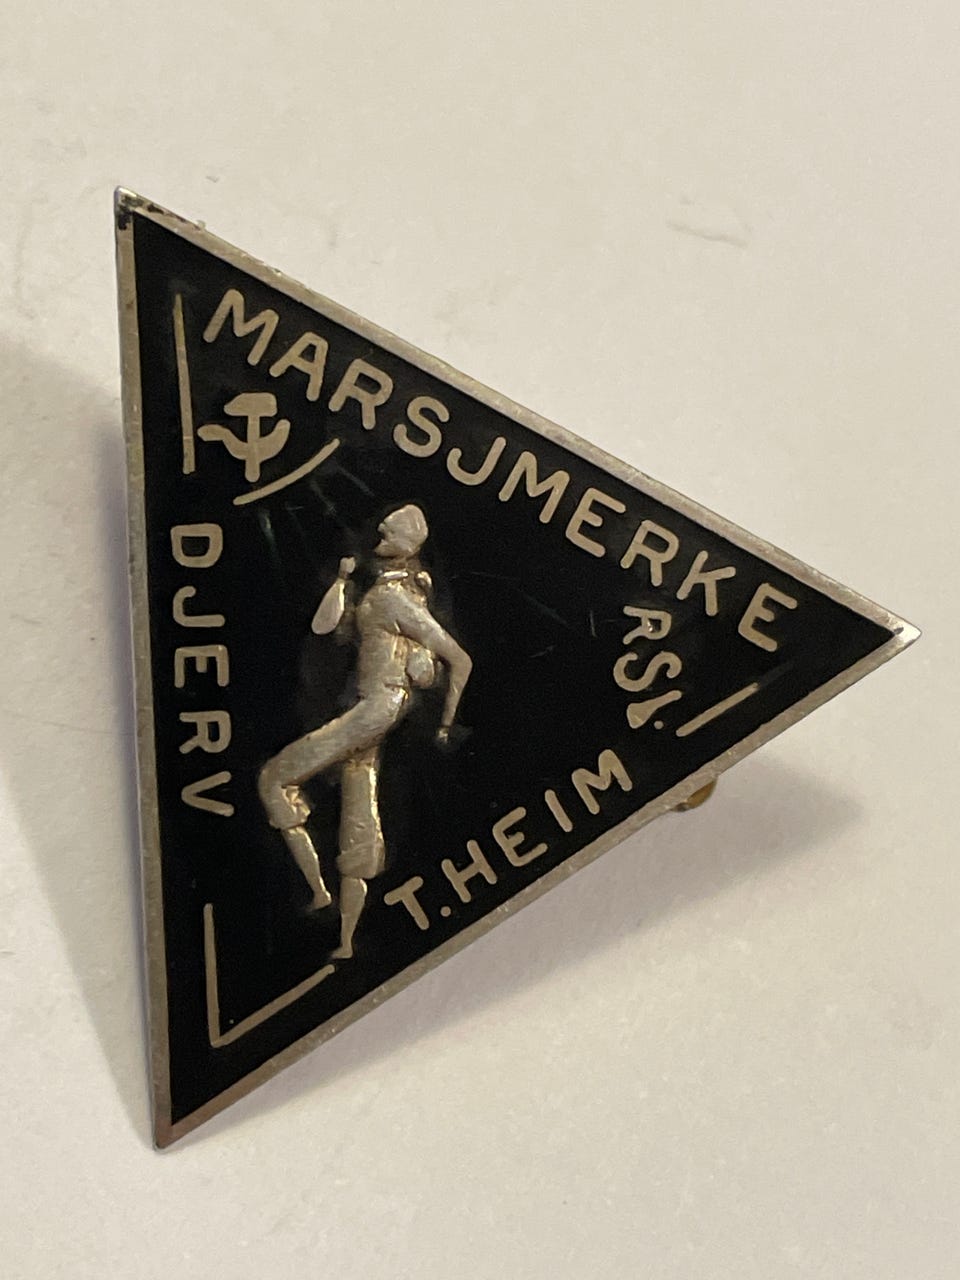 MARSJMERKE
DJERV
RSI.
T.HEIM